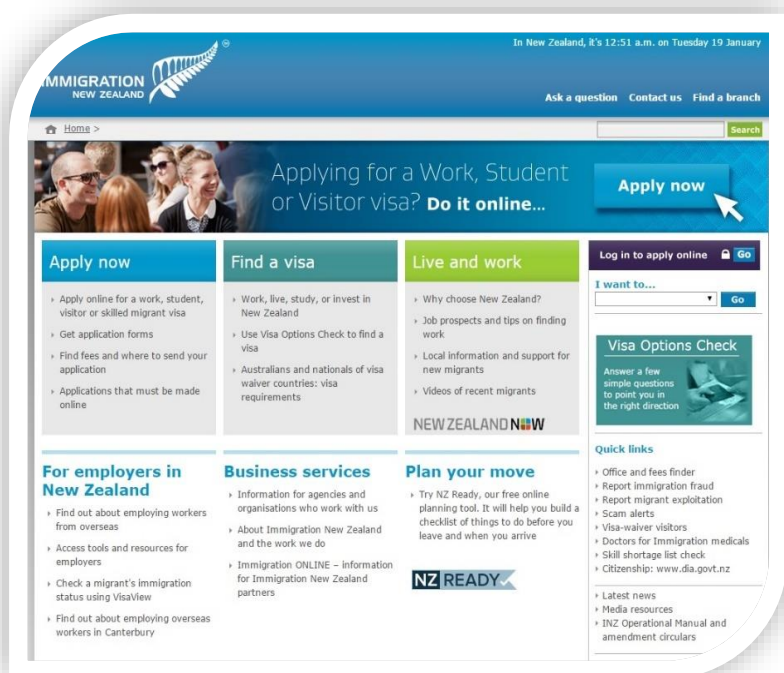 In New Zealand, it's 12:51 a.m. on Tuesday 19 January
IMMIGRATION
NEW ZEALAND
®
Ask a question Contact us Find a branch
Home >
Search
Applying for a Work, Student
or Visitor visa? Do it online...
Apply now
Apply now
Apply online for a work, student,
visitor or skilled migrant visa
Get application forms
Find fees and where to send your
application
Applications that must be made
online
Find a visa
Work, live, study, or invest in
New Zealand
Use Visa Options Check to find a
visa
Australians and nationals of visa
waiver countries: visa
requirements
Live and work
Why choose New Zealand?
Job prospects and tips on finding
work
Local information and support for
new migrants
Videos of recent migrants
NEW ZEALAND NOW
Log in to apply online Go
I want to...
Go
Visa Options Check
Answer a few
simple questions
to point you in
the right direction
For employers in
New Zealand
Find out about employing workers
from overseas
Access tools and resources for
employers
Check a migrant's immigration
status using VisaView
Find out about employing overseas
workers in Canterbury
Business services
Information for agencies and
organisations who work with us
About Immigration New Zealand
and the work we do
Immigration ONLINE – information
for Immigration New Zealand
partners
Plan your move
Try NZ Ready, our free online
planning tool. It will help you build a
checklist of things to do before you
leave and when you arrive
NZ READY
Quick links
Office and fees finder
Report immigration fraud
Report migrant exploitation
Scam alerts
Visa-waiver visitors
Doctors for Immigration medicals
Skill shortage list check
Citizenship: www.dia.govt.nz
Latest news
Media resources
INZ Operational Manual and
amendment circulars